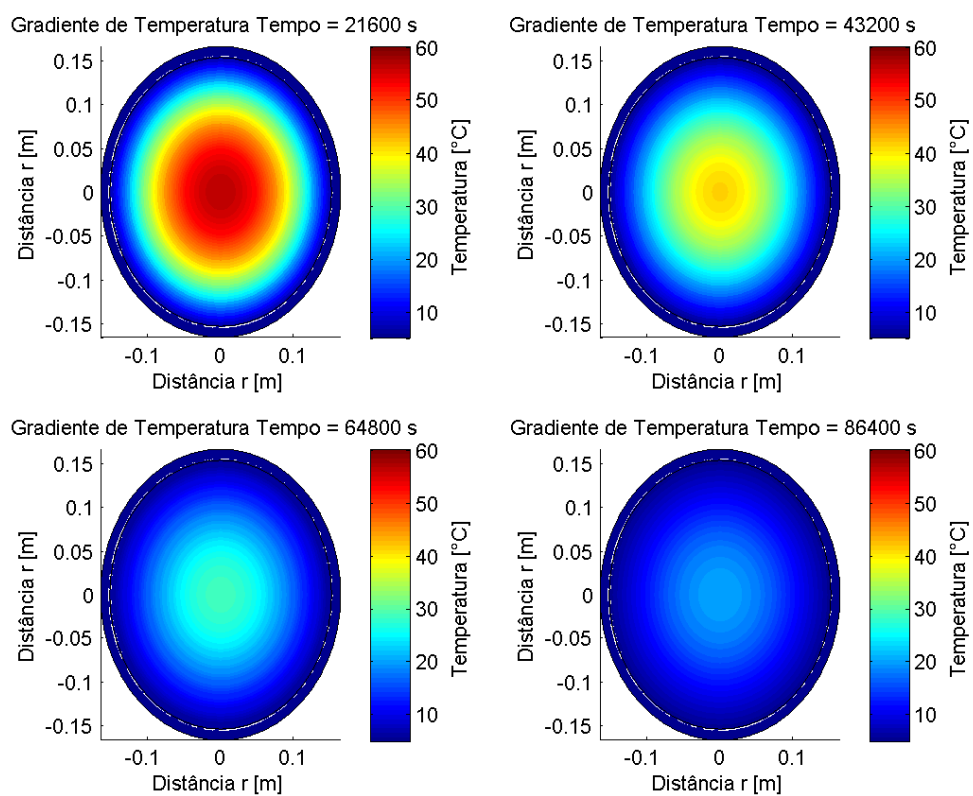 Gradiente de Temperatura Tempo = 21600 s
0.15
0.1
0.05
0
-0.05
-0.1
-0.15
Distância r [m]
-0.1 0 0.1
Distância r [m]
60
50
40
30
20
10
Temperatura [°C]
Gradiente de Temperatura Tempo = 43200 s
0.15
0.1
0.05
0
-0.05
-0.1
-0.15
Distância r [m]
-0.1 0 0.1
Distância r [m]
60
50
40
30
20
10
Temperatura [°C]
Gradiente de Temperatura Tempo = 64800 s
0.15
0.1
0.05
0
-0.05
-0.1
-0.15
Distância r [m]
-0.1 0 0.1
Distância r [m]
60
50
40
30
20
10
Temperatura [°C]
Gradiente de Temperatura Tempo = 86400 s
0.15
0.1
0.05
0
-0.05
-0.1
-0.15
Distância r [m]
-0.1 0 0.1
Distância r [m]
60
50
40
30
20
10
Temperatura [°C]